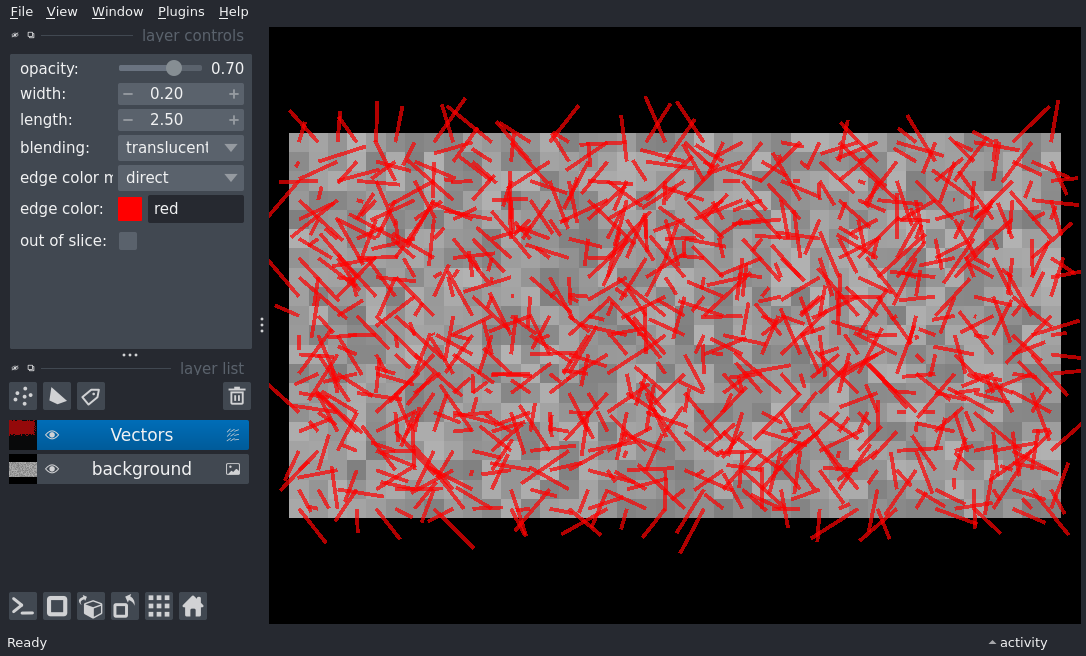 File View Window Plugins Help
layer controls
opacity: 0.70
width: − 0.20 +
length: − 2.50 +
blending: translucent
edge color m direct
edge color: red
out of slice:
layer list
Vectors
background
Ready
activity